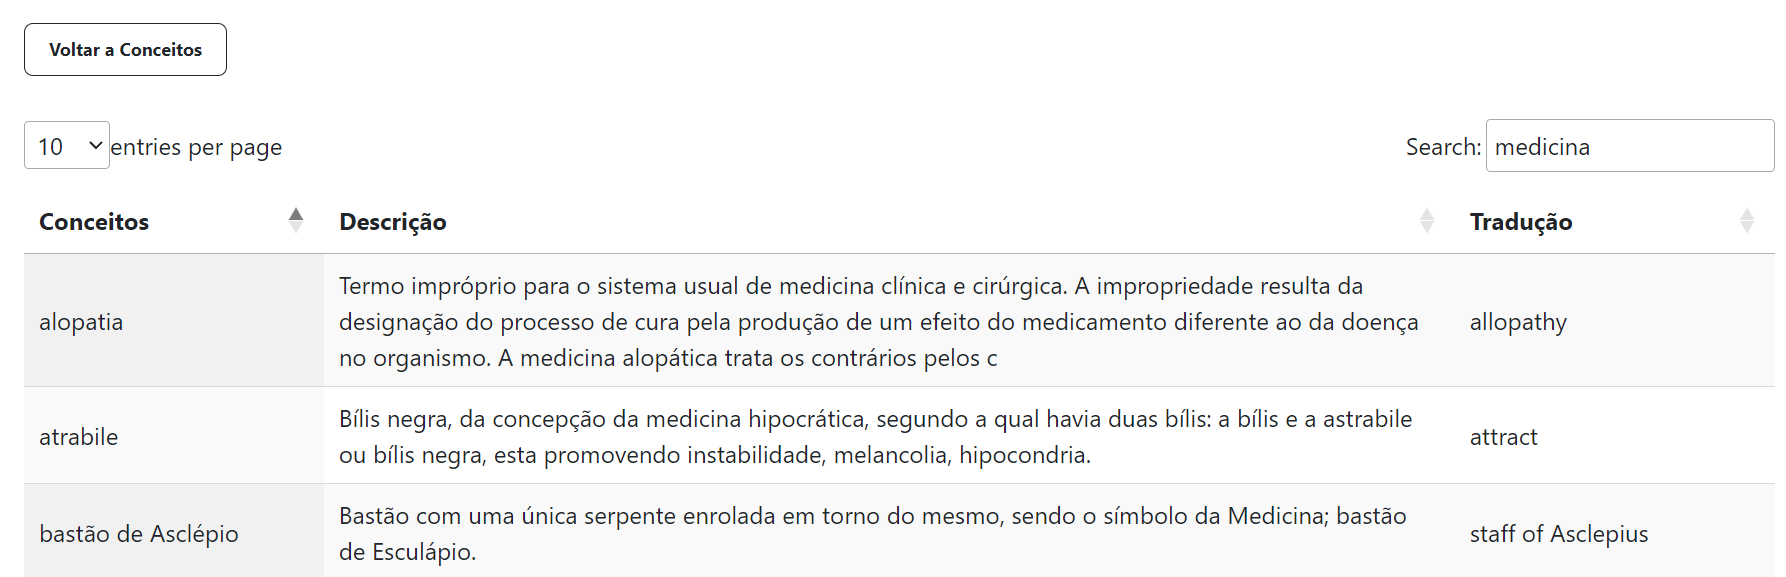 Voltar a Conceitos
10 entries per page
Search: medicina
Conceitos Descrição Tradução
alopatia
Termo impróprio para o sistema usual de medicina clínica e cirúrgica. A impropriedade resulta da
designação do processo de cura pela produção de um efeito do medicamento diferente ao da doença
no organismo. A medicina alopática trata os contrários pelos c
allopathy
atrabile
Bílis negra, da concepção da medicina hipocrática, segundo a qual havia duas bílis: a bílis e a astrabile
ou bílis negra, esta promovendo instabilidade, melancolia, hipocondria.
attract
bastão de Asclépio
Bastão com uma única serpente enrolada em torno do mesmo, sendo o símbolo da Medicina; bastão
de Esculápio.
staff of Asclepius